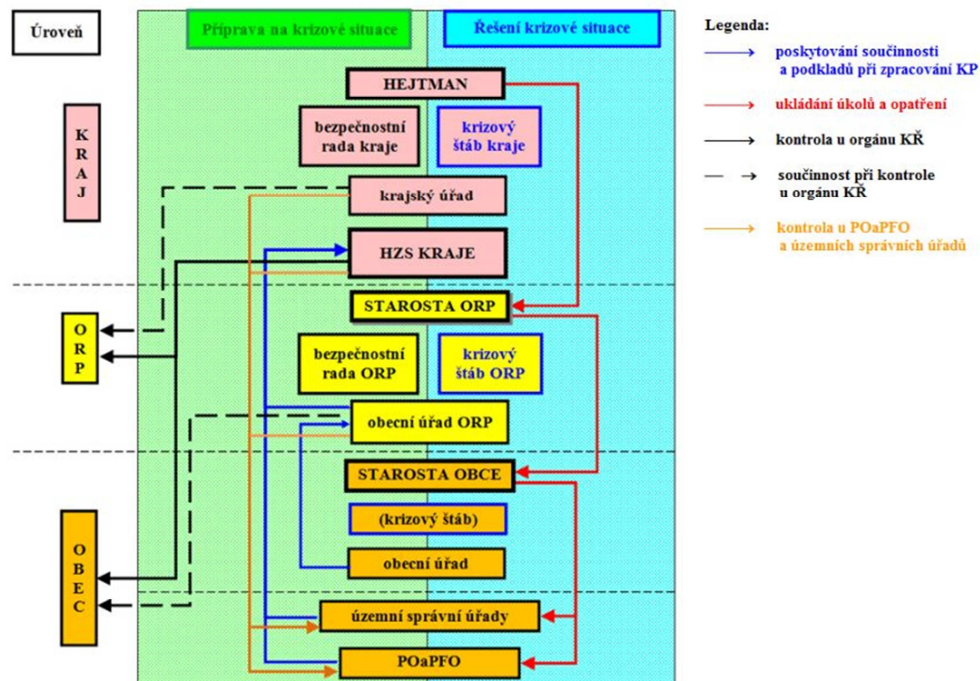 Úroveň
Příprava na krizové situace
Řešení krizové situace
Legenda:
poskytování součinnosti
a podkladů při zpracování KP
ukládání úkolů a opatření
kontrola u orgánu KŘ
součinnost při kontrole
u orgánu KŘ
kontrola u POaPFO
a územních správních úřadů
K
R
A
J
HEJTMAN
bezpečnostní
rada kraje
krizový
štáb kraje
krajský úřad
HZS KRAJE
O
R
P
STAROSTA ORP
bezpečnostní
rada ORP
krizový
štáb ORP
obecní úřad ORP
O
B
E
C
STAROSTA OBCE
(krizový štáb)
obecní úřad
územní správní úřady
POaPFO